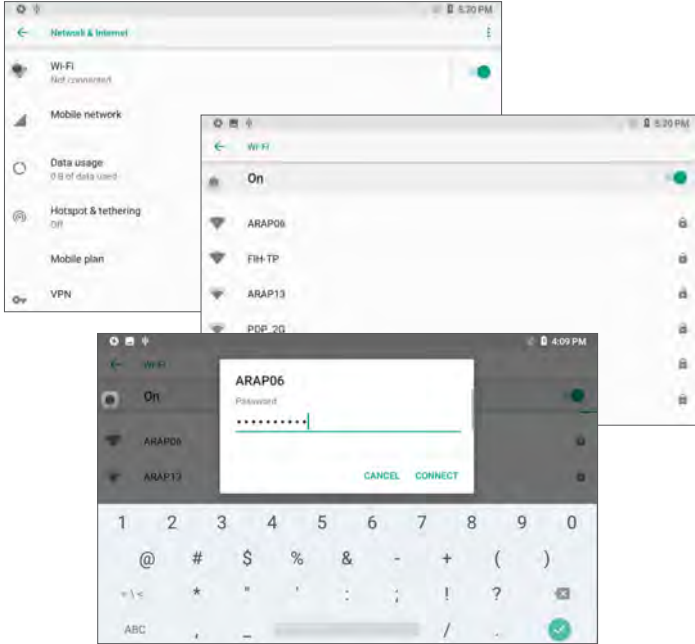 5:20 PM
Network & Internet
Wi-Fi
Not connected
Mobile network
Data usage
0 B of data used
Hotspot & tethering
Off
Mobile plan
VPN
5:20 PM
Wi-Fi
On
ARAP06
FIH-TP
ARAP13
PDP_2G
4:09 PM
Wi-Fi
On
ARAP06
ARAP13
ARAP06
Password
••••••••••
CANCEL CONNECT
1 2 3 4 5 6 7 8 9 0
@ # $ % & - + ( )
= \ < * " ' : ; ! ?
ABC , _ / .